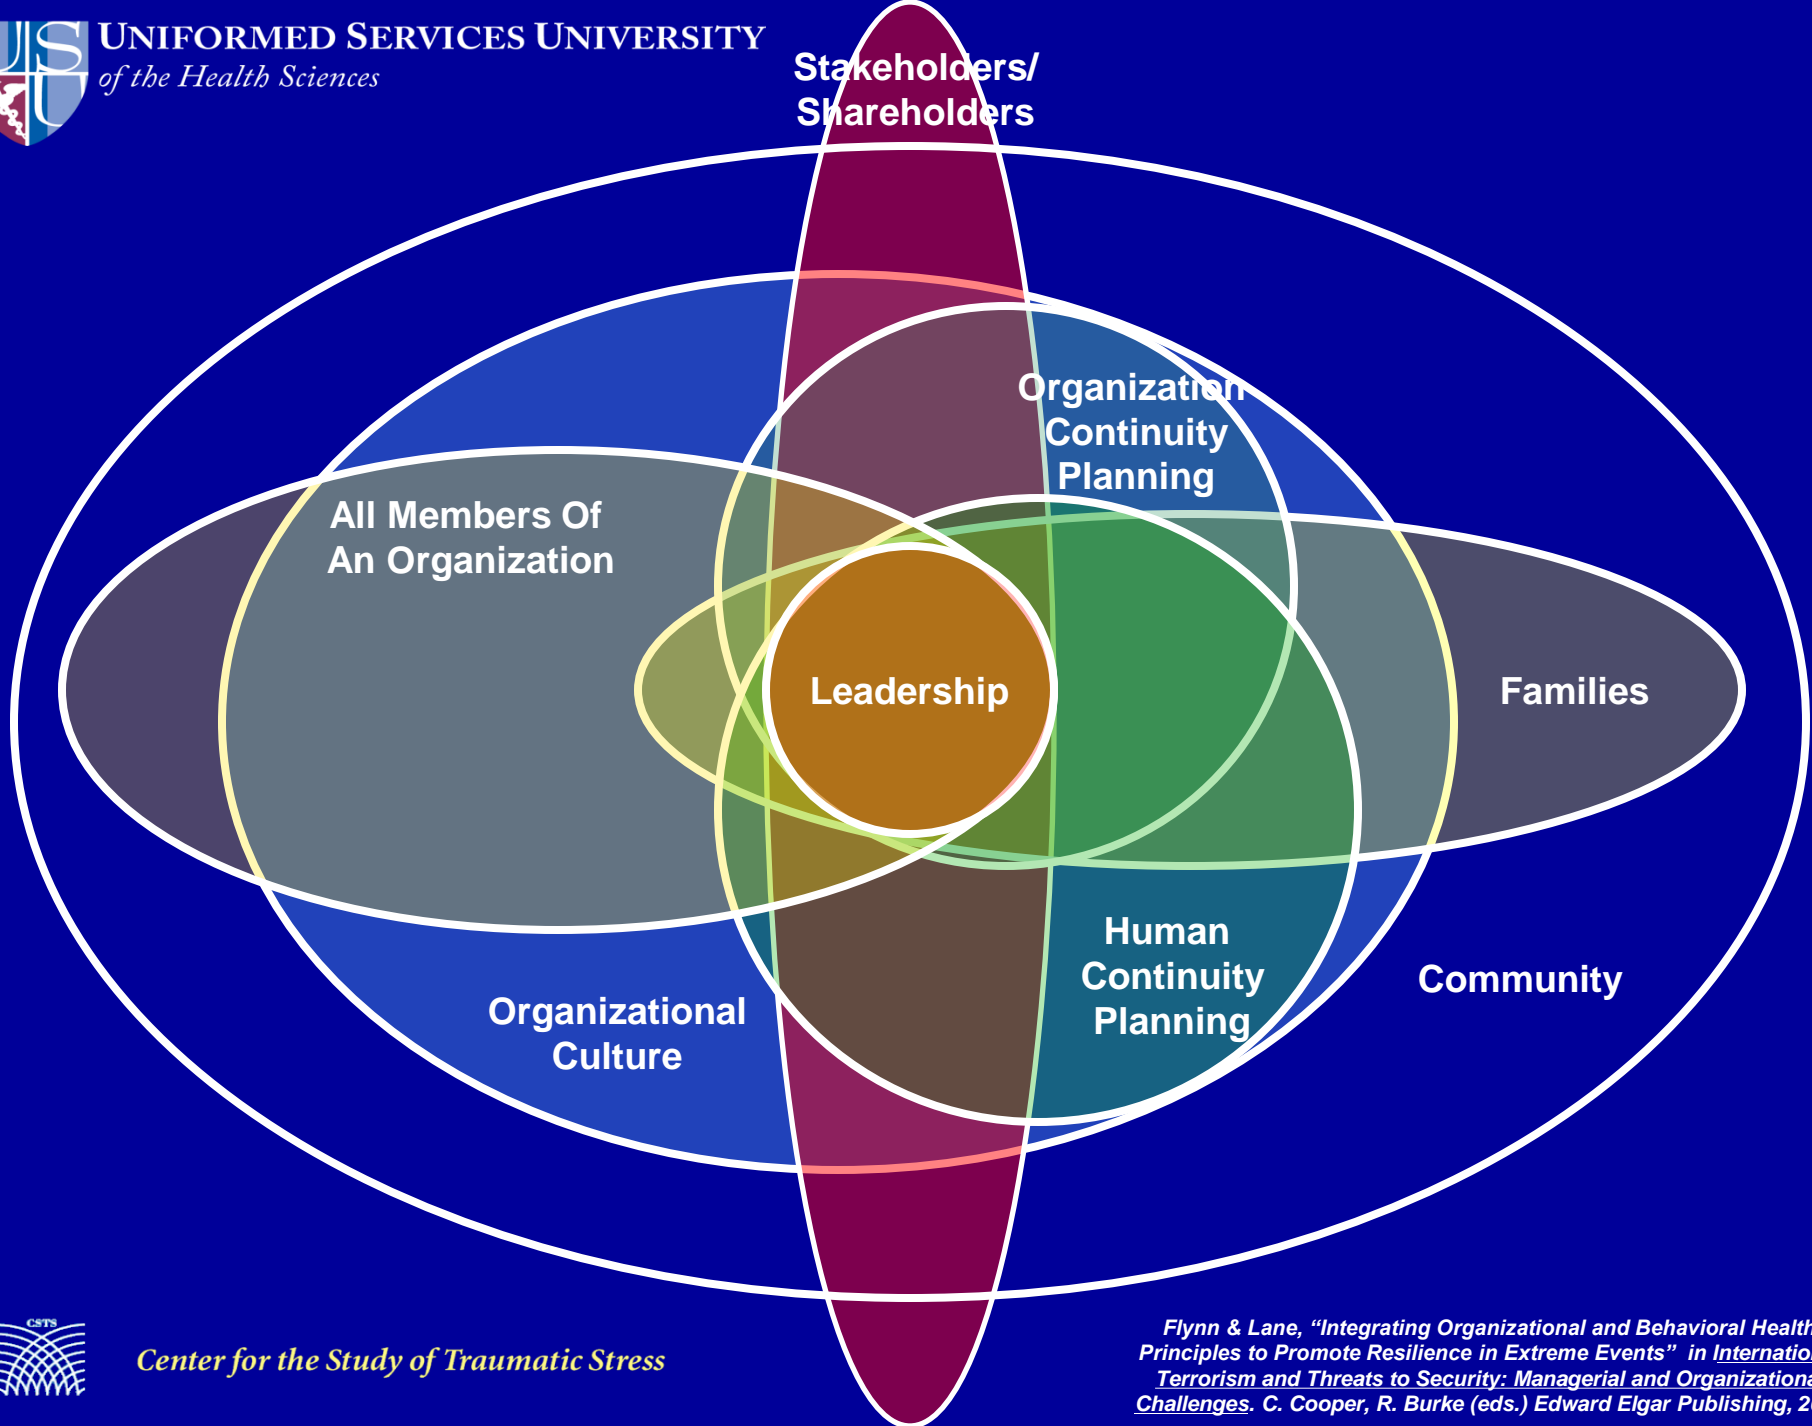 UNIFORMED SERVICES UNIVERSITY
of the Health Sciences
Stakeholders/
Shareholders
Organization
Continuity
Planning
All Members Of
An Organization
Leadership
Families
Human
Continuity
Planning
Community
Organizational
Culture
CSTS
Center for the Study of Traumatic Stress
Flynn & Lane, “Integrating Organizational and Behavioral Health
Principles to Promote Resilience in Extreme Events” in
Terrorism and Threats to Security: Managerial and
Challenges. C. Cooper, R. Burke (eds.) Edward Elgar Publishing,